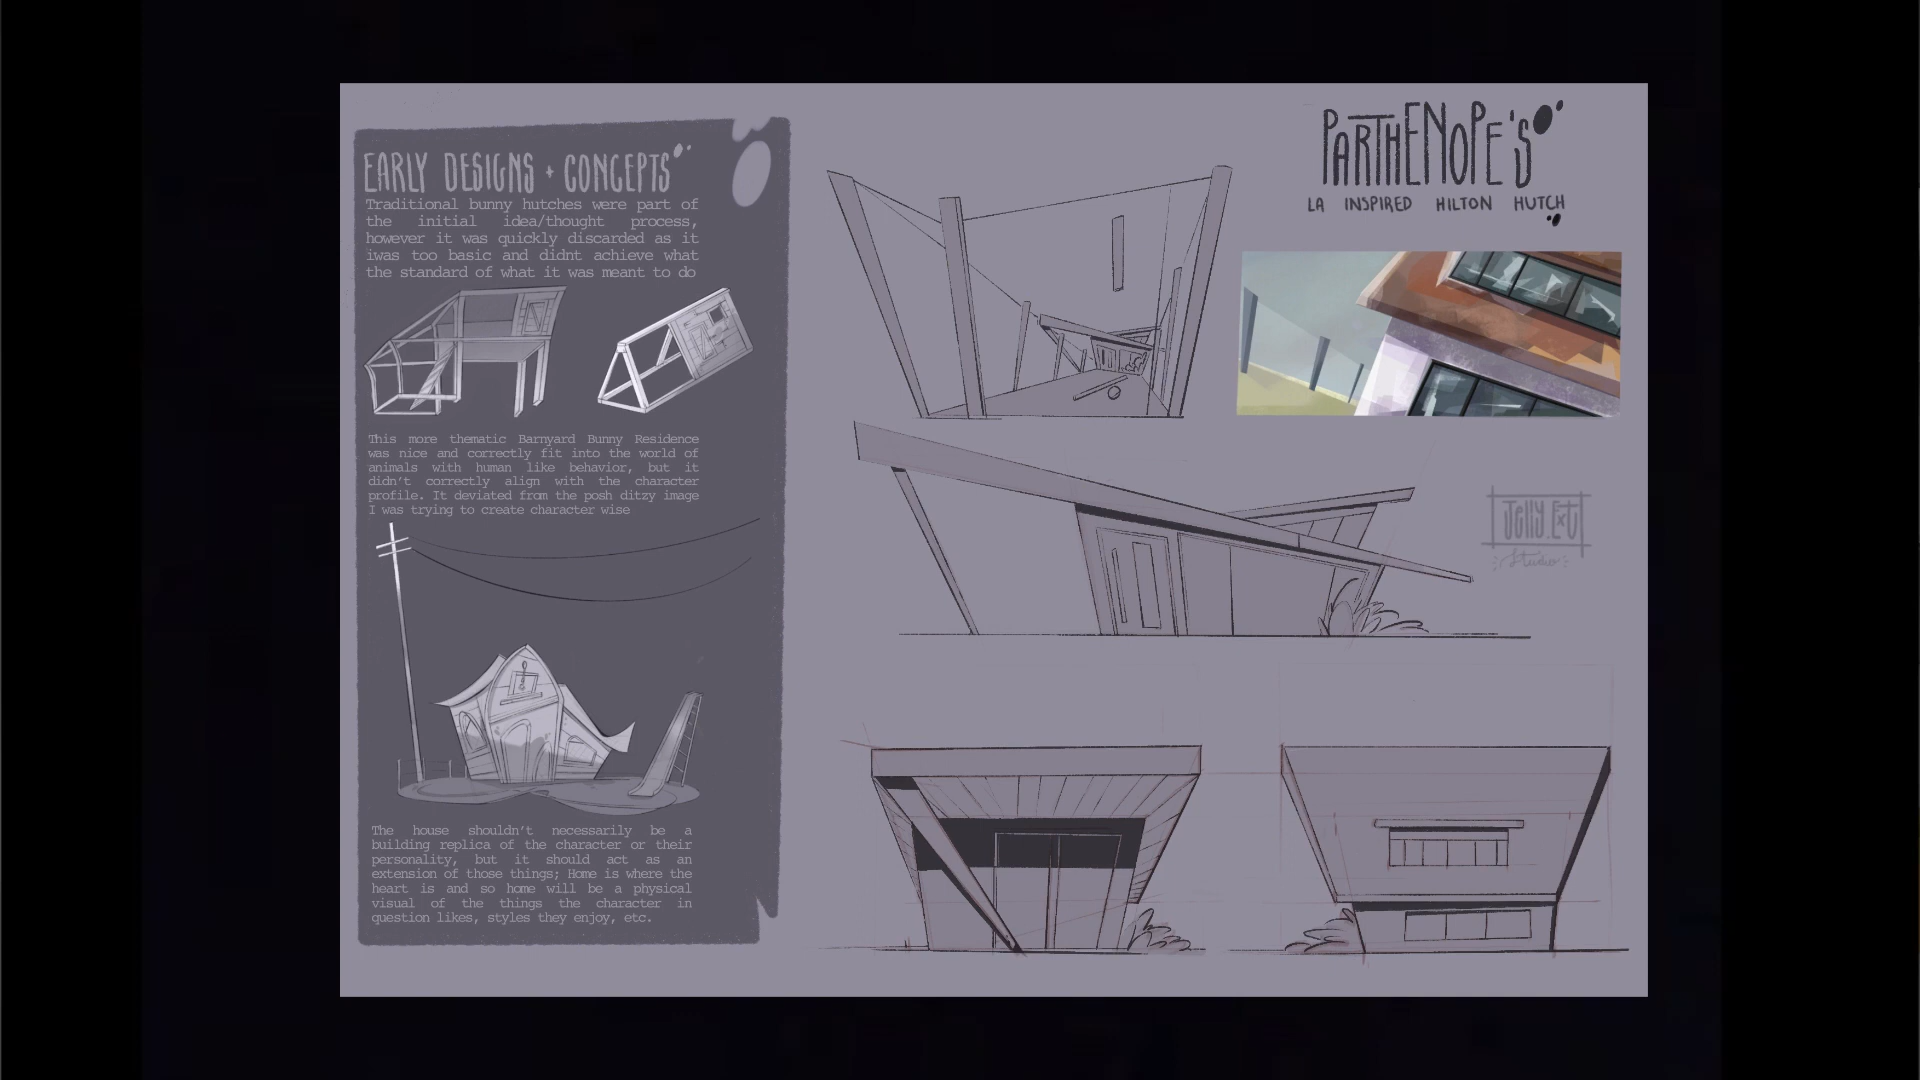 EARLY DESIGNS + CONCEPTS
Traditional bunny hutches were part of
the initial idea/thought process,
however it was quickly discarded as it
iwas too basic and didnt achieve what
the standard of what it was meant to do
This more thematic Barnyard Bunny Residence
was nice and correctly fit into the world of
animals with human like behavior, but it
didn't correctly align with the character
profile. It deviated from the posh ditzy image
I was trying to create character wise
The house shouldn't necessarily be a
building replica of the character or their
personality, but it should act as an
extension of those things; Home is where the
heart is and so home will be a physical
visual of the things the character in
question likes, styles they enjoy, etc.
PARTHENOPE'S
LA INSPIRED HILTON HUTCH
Jelly.Ext
Studio